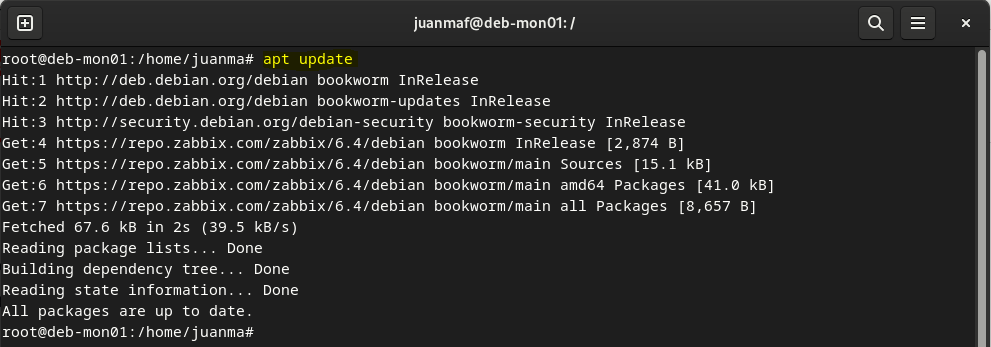 juanmaf@deb-mon01: /
root@deb-mon01:/home/juanma# apt update
Hit:1 http://deb.debian.org/debian bookworm InRelease
Hit:2 http://deb.debian.org/debian bookworm-updates InRelease
Hit:3 http://security.debian.org/debian-security bookworm-security InRelease
Get:4 https://repo.zabbix.com/zabbix/6.4/debian bookworm InRelease [2,874 B]
Get:5 https://repo.zabbix.com/zabbix/6.4/debian bookworm/main Sources [15.1 kB]
Get:6 https://repo.zabbix.com/zabbix/6.4/debian bookworm/main amd64 Packages [41.0 kB]
Get:7 https://repo.zabbix.com/zabbix/6.4/debian bookworm/main all Packages [8,657 B]
Fetched 67.6 kB in 2s (39.5 kB/s)
Reading package lists... Done
Building dependency tree... Done
Reading state information... Done
All packages are up to date.
root@deb-mon01:/home/juanma#